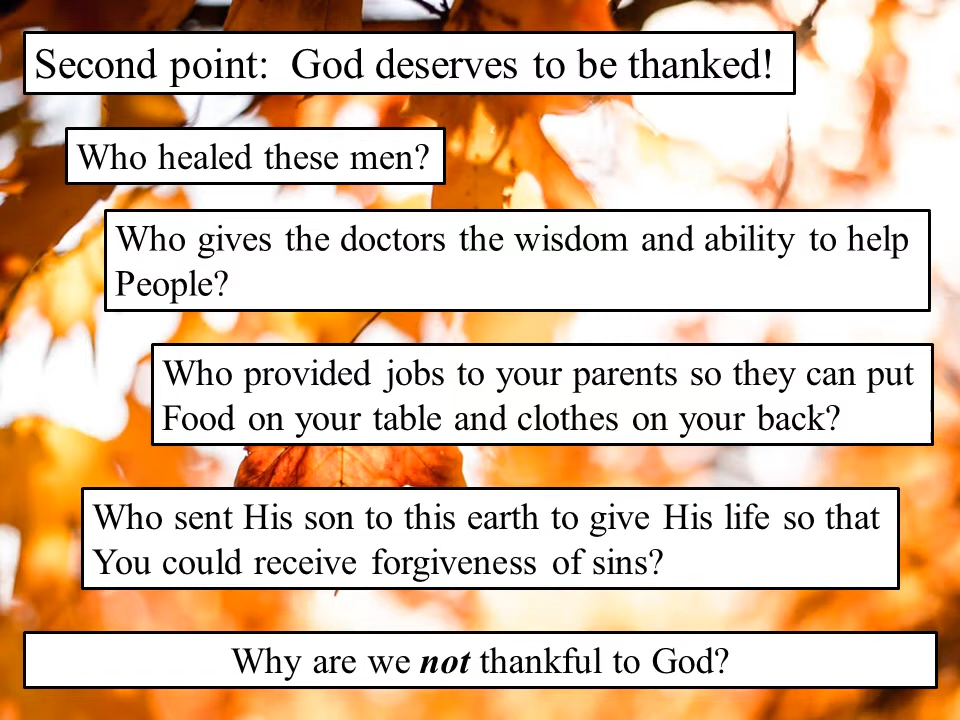 Second point:  God deserves to be thanked!
Who healed these men?
Who gives the doctors the wisdom and ability to help
People?
Who provided jobs to your parents so they can put
Food on your table and clothes on your back?
Who sent His son to this earth to give His life so that
You could receive forgiveness of sins?
Why are we not thankful to God?